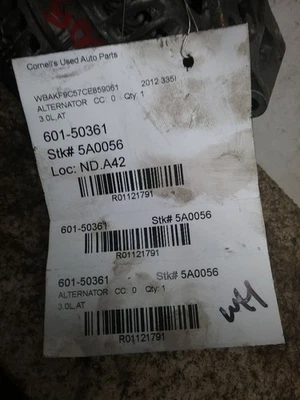 Cornell's Used Auto Parts
WBAKF9C57CE859061 2012 335I
ALTERNATOR CC: 0 Qty: 1
3.0L,AT
601-50361
Stk# 5A0056
Loc: ND.A42
R01121791
601-50361 Stk# 5A0056
R01121791
601-50361 Stk# 5A0056
ALTERNATOR CC: 0 Qty: 1
3.0L,AT
R01121791